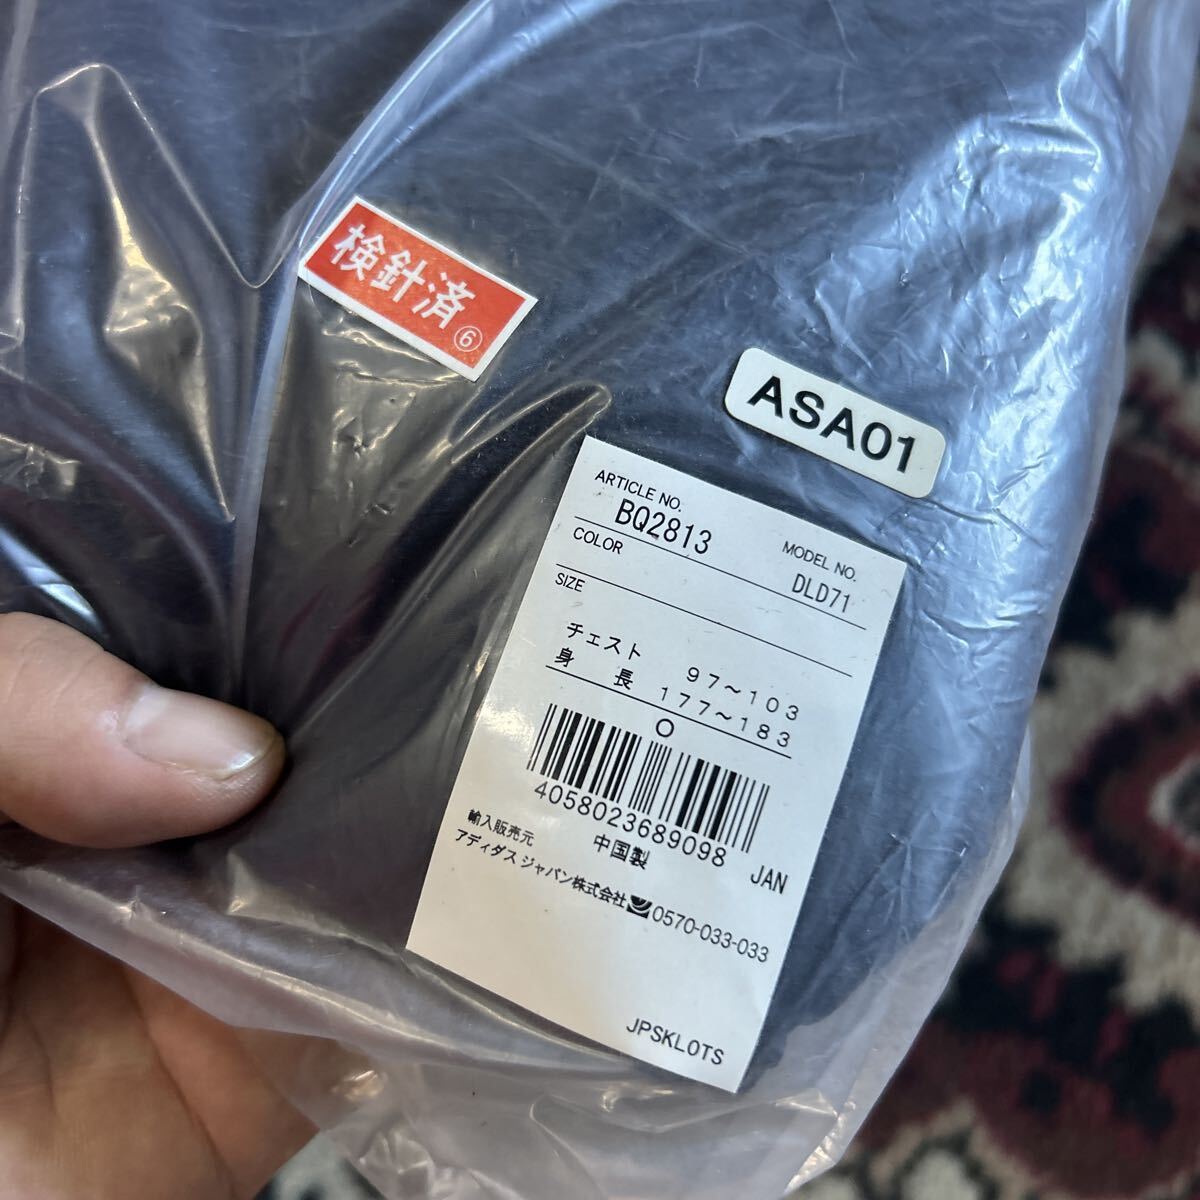 検針済
⑥
ASA01
ARTICLE NO.
BQ2813
MODEL NO.
COLOR
DLD71
SIZE
チェスト 97～103
身長 177～183
O
4058023689098 JAN
中国製
輸入販売元
アディダス ジャパン株式会社 0570-033-033
JPSKLOTS